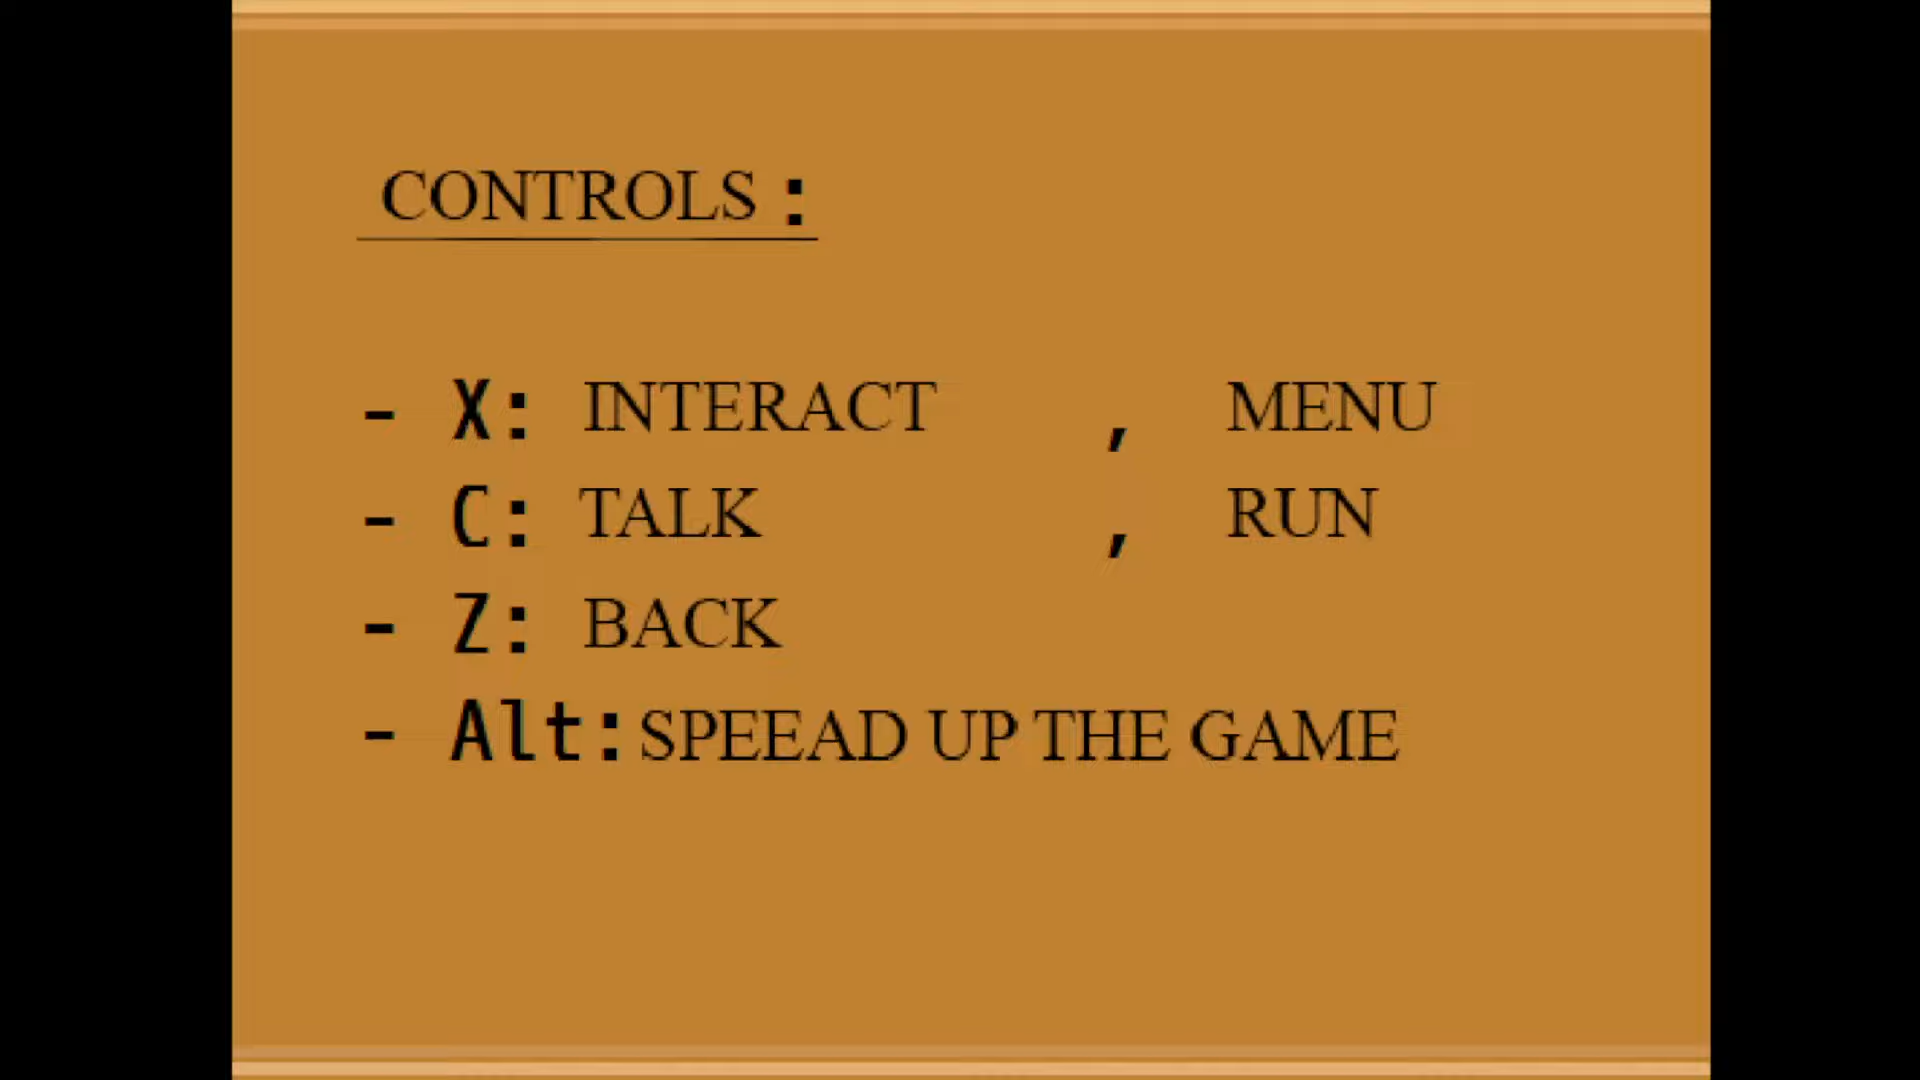 CONTROLS :
- X: INTERACT , MENU
- C: TALK , RUN
- Z: BACK
- Alt: SPEEAD UP THE GAME